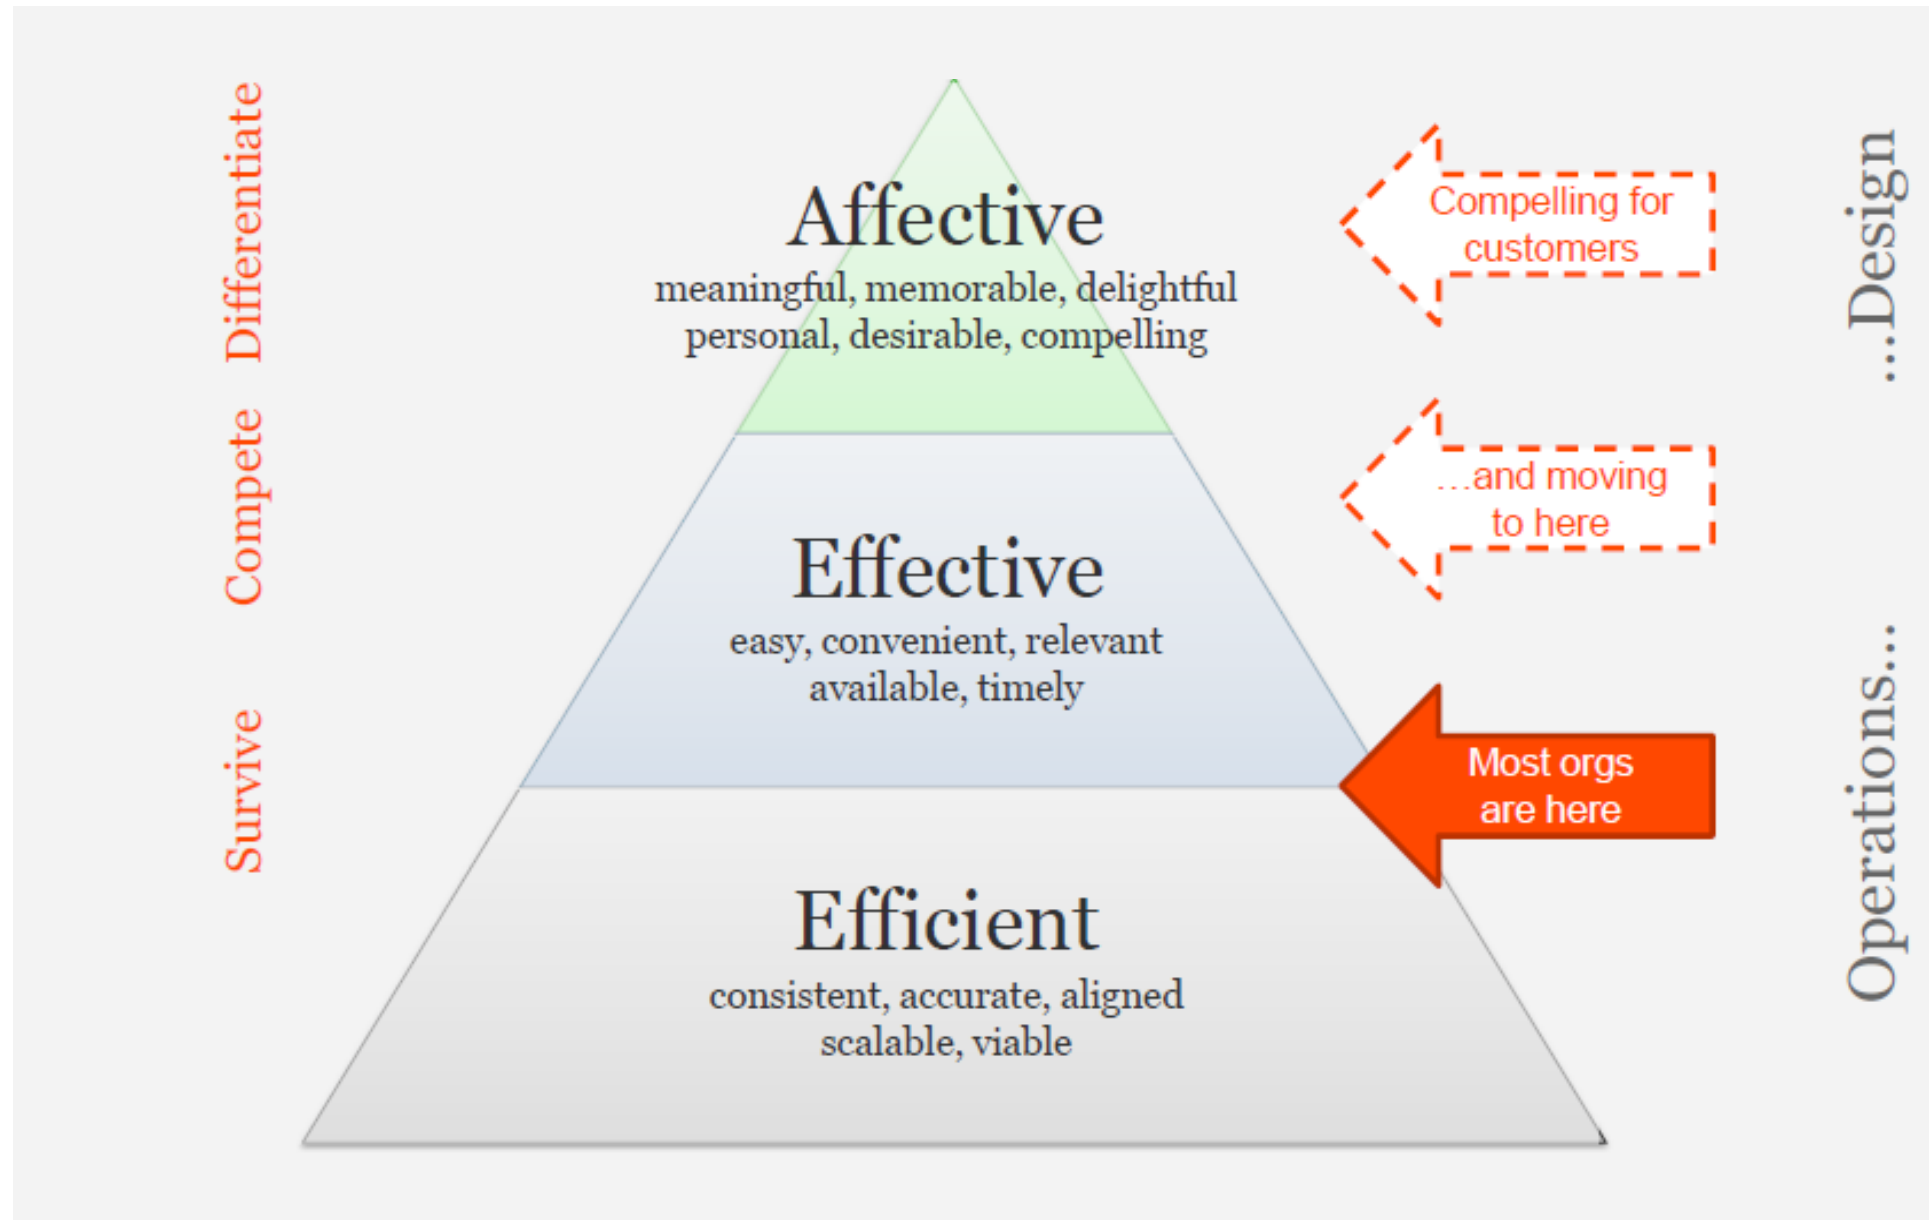 Differentiate
Compete
Survive
Affective
meaningful, memorable, delightful
personal, desirable, compelling
Effective
easy, convenient, relevant
available, timely
Efficient
consistent, accurate, aligned
scalable, viable
Compelling for
customers
...and moving
to here
Most orgs
are here
...Design
Operations...